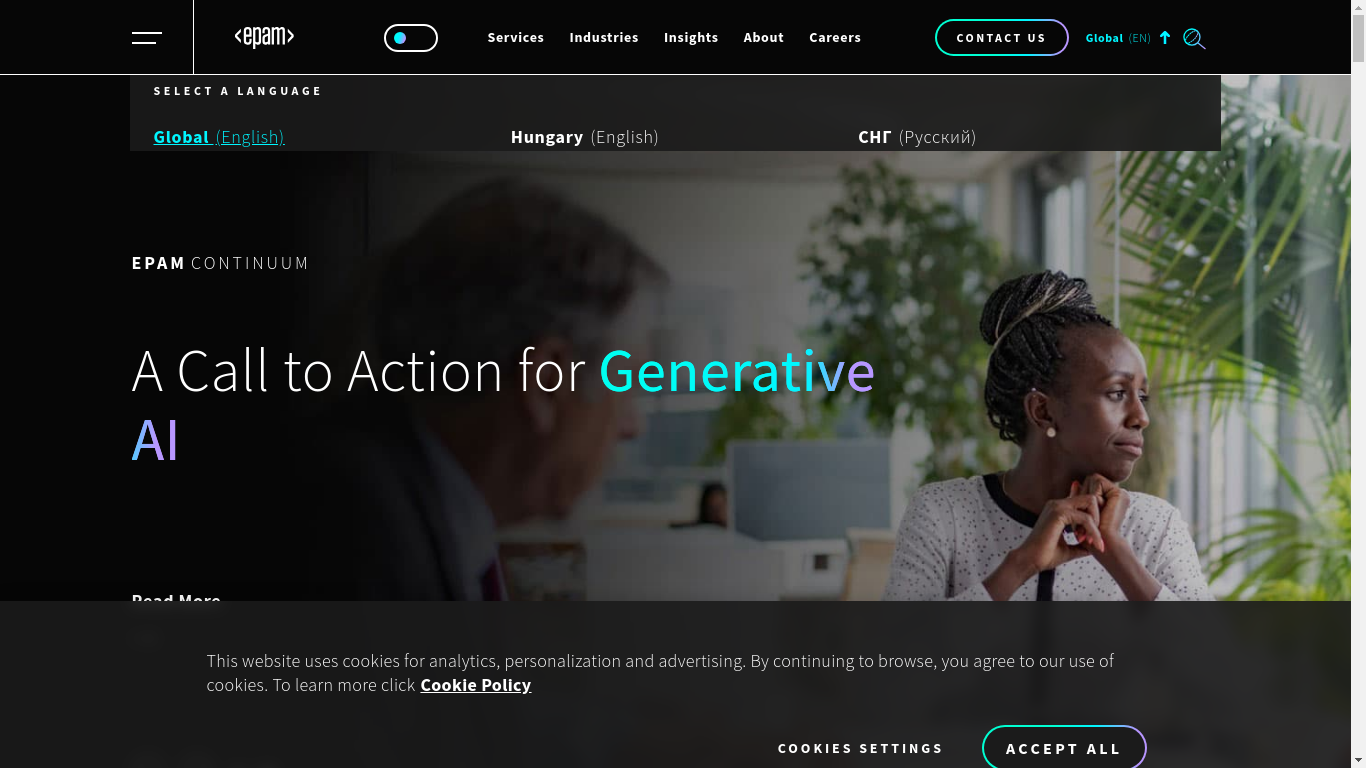 <epam>
Services
Industries
Insights
About
Careers
CONTACT US
Global (EN)
SELECT A LANGUAGE
Global (English)
Hungary (English)
СНГ (Русский)
EPAM CONTINUUM
A Call to Action for Generative
AI
Read More
This website uses cookies for analytics, personalization and advertising. By continuing to browse, you agree to our use of
cookies. To learn more click Cookie Policy
COOKIES SETTINGS
ACCEPT ALL